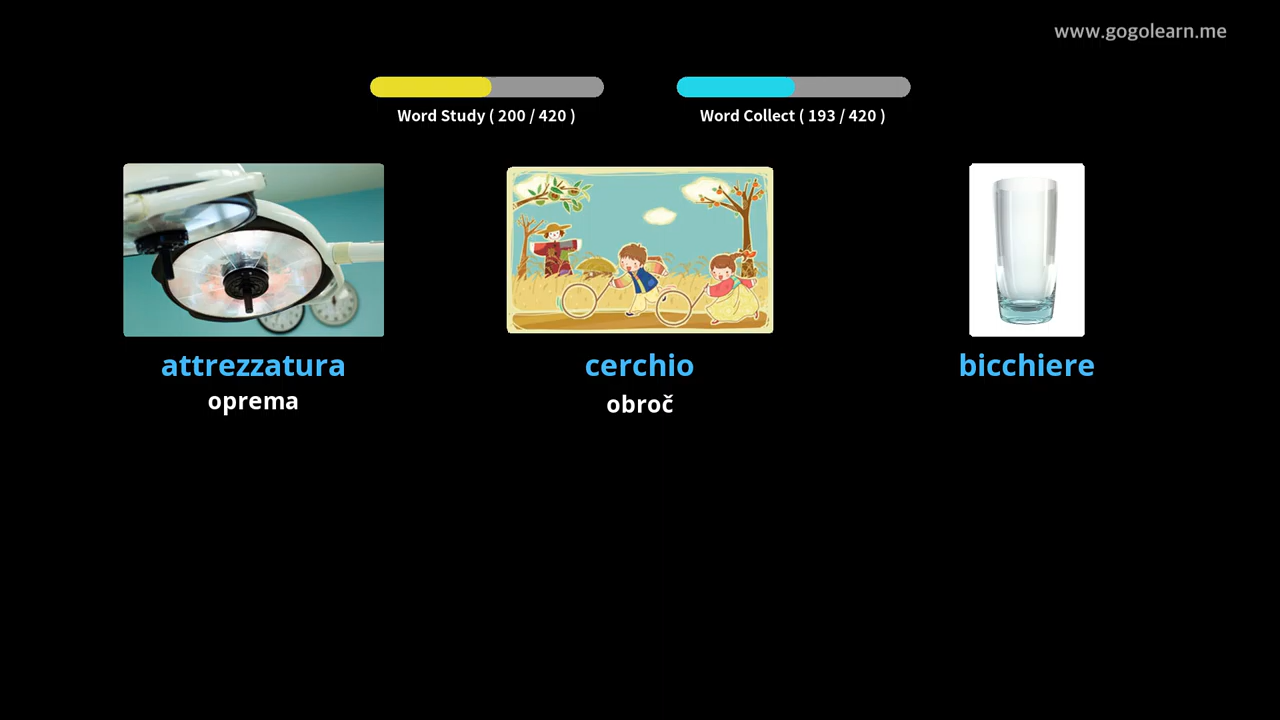 www.gogolearn.me
Word Study ( 200 / 420 )
Word Collect ( 193 / 420 )
attrezzatura
oprema
cerchio
obroč
bicchiere